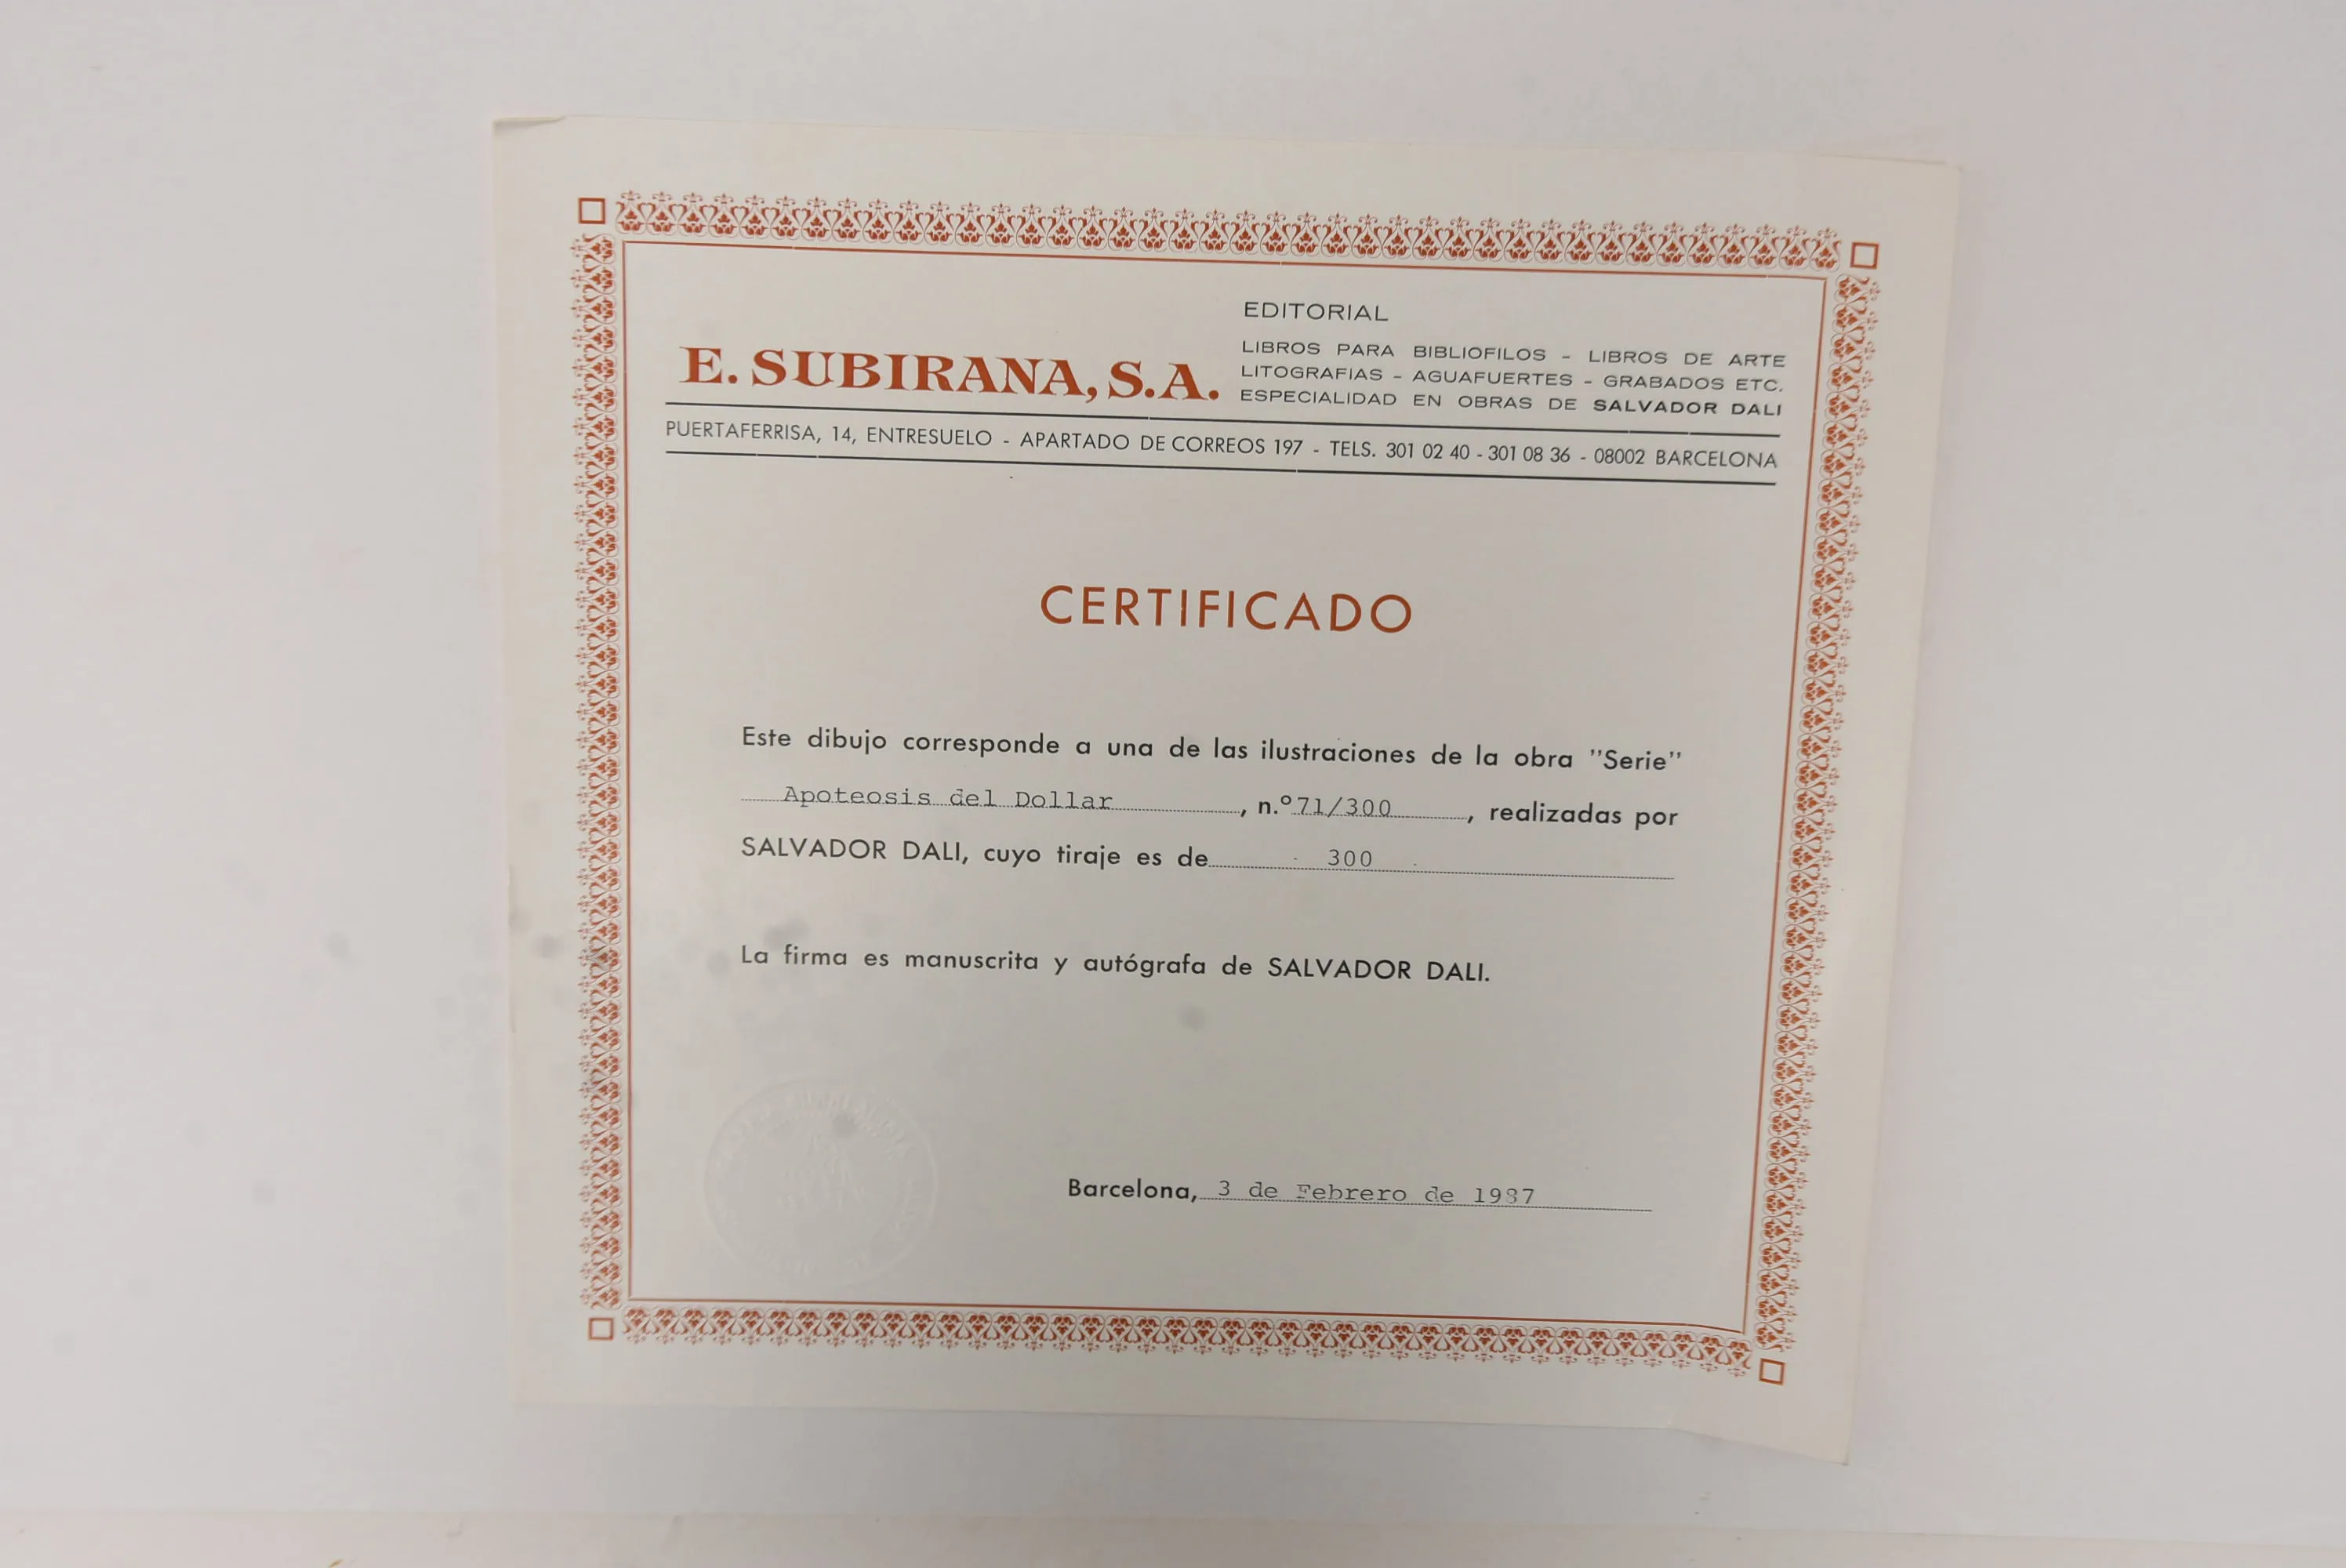 EDITORIAL
E. SUBIRANA, S.A.
LIBROS PARA BIBLIOFILOS - LIBROS DE ARTE
LITOGRAFIAS - AGUAFUERTES - GRABADOS ETC.
ESPECIALIDAD EN OBRAS DE SALVADOR DALI
PUERTAFERRISA, 14, ENTRESUELO - APARTADO DE CORREOS 197 - TELS. 301 02 40 - 301 08 36 - 08002 BARCELONA
CERTIFICADO
Este dibujo corresponde a una de las ilustraciones de la obra "Serie"
Apoteosis del Dollar, n.º 71/300, realizadas por
SALVADOR DALI, cuyo tiraje es de 300
La firma es manuscrita y autógrafa de SALVADOR DALI.
Barcelona, 3 de Febrero de 1987